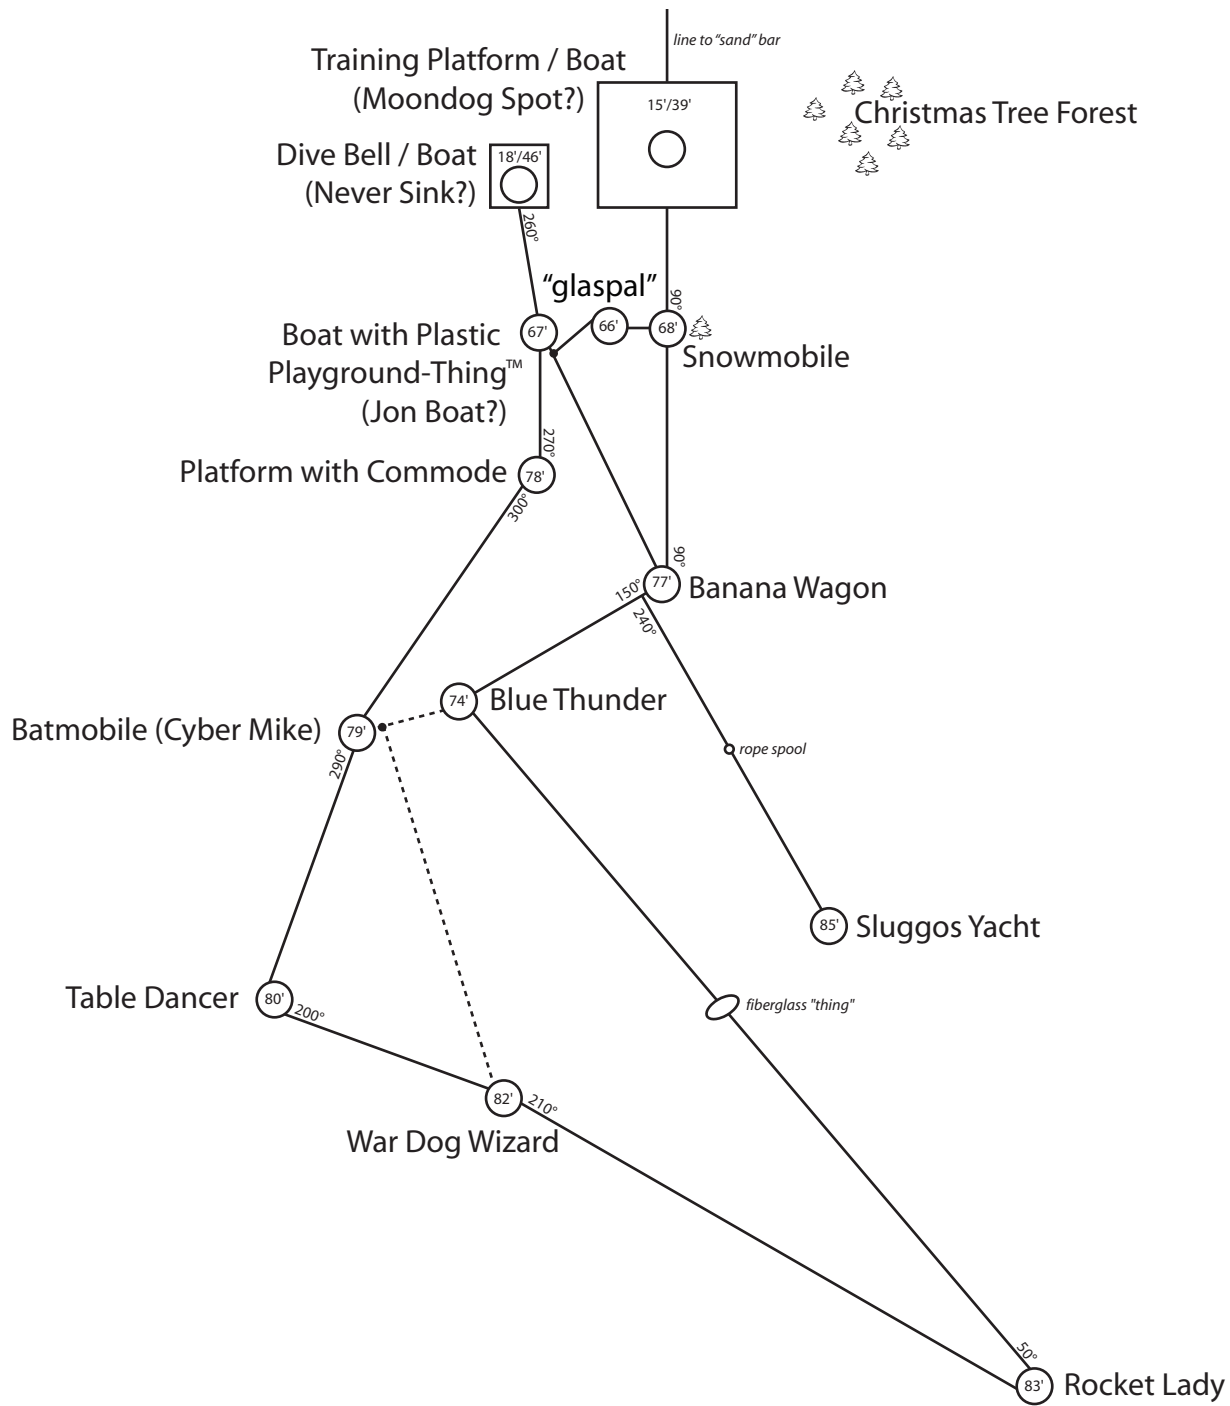 line to “sand” bar
Training Platform / Boat
(Moondog Spot?)
15'/39'
Christmas Tree Forest
Dive Bell / Boat
(Never Sink?)
18'/46'
260°
“glaspal”
90°
Boat with Plastic
Playground-Thing™
(Jon Boat?)
67'
66'
68'
Snowmobile
270°
Platform with Commode
78'
300°
90°
150°
77'
Banana Wagon
240°
74'
Blue Thunder
Batmobile (Cyber Mike)
79'
290°
rope spool
85'
Sluggos Yacht
Table Dancer
80'
200°
fiberglass "thing"
82'
210°
War Dog Wizard
50°
83'
Rocket Lady